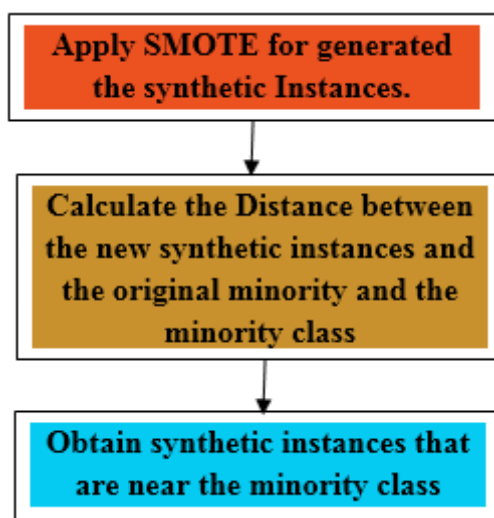 Apply SMOTE for generated
the synthetic Instances.
Calculate the Distance between
the new synthetic instances and
the original minority and the
minority class
Obtain synthetic instances that
are near the minority class